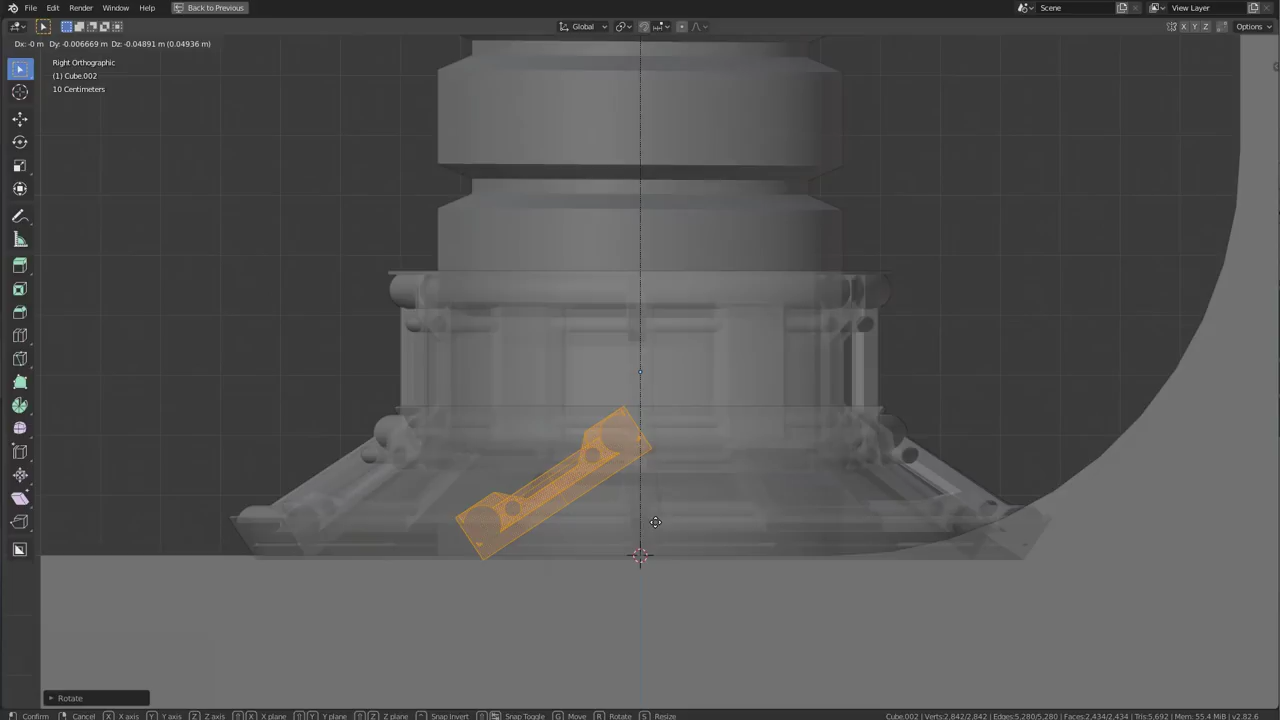 File Edit Render Window Help Back to Previous Scene View Layer
Global X Y Z Options
Dx: -0 m Dy: -0.006669 m Dz: -0.04891 m (0.04936 m)
Right Orthographic
(1) Cube.002
10 Centimeters
Rotate
Confirm Cancel X X axis Y Y axis Z Z axis X X plane Y Y plane Z Z plane Snap Invert Snap Toggle G Move R Rotate S Resize Cube.002 | Verts:2,842/2,842 | Edges:5,280/5,280 | Faces:2,434/2,434 | Tris:5,692 | Mem: 55.4 MiB | v2.82.6